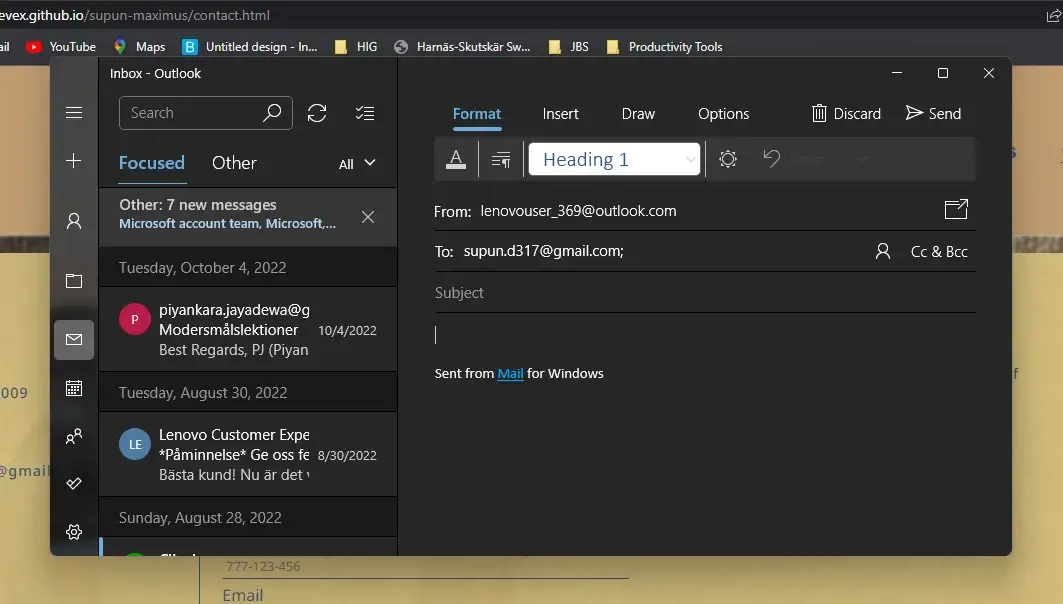 evex.github.io/supun-maximus/contact.html
ail YouTube Maps Untitled design - In... HIG Harnäs-Skutskär Sw... JBS Productivity Tools
Inbox - Outlook
Search
Format Insert Draw Options Discard Send
Focused Other All
Heading 1 Undo
Other: 7 new messages
Microsoft account team, Microsoft,...
From: lenovouser_369@outlook.com
To: supun.d317@gmail.com; Cc & Bcc
Tuesday, October 4, 2022
Subject
P
piyankara.jayadewa@g
Modersmålslektioner 10/4/2022
Best Regards, PJ (Piyan
Sent from Mail for Windows
Tuesday, August 30, 2022
009
LE
Lenovo Customer Expe
*Påminnelse* Ge oss fe 8/30/2022
Bästa kund! Nu är det v
@gmail
Sunday, August 28, 2022
777-123-456
Email